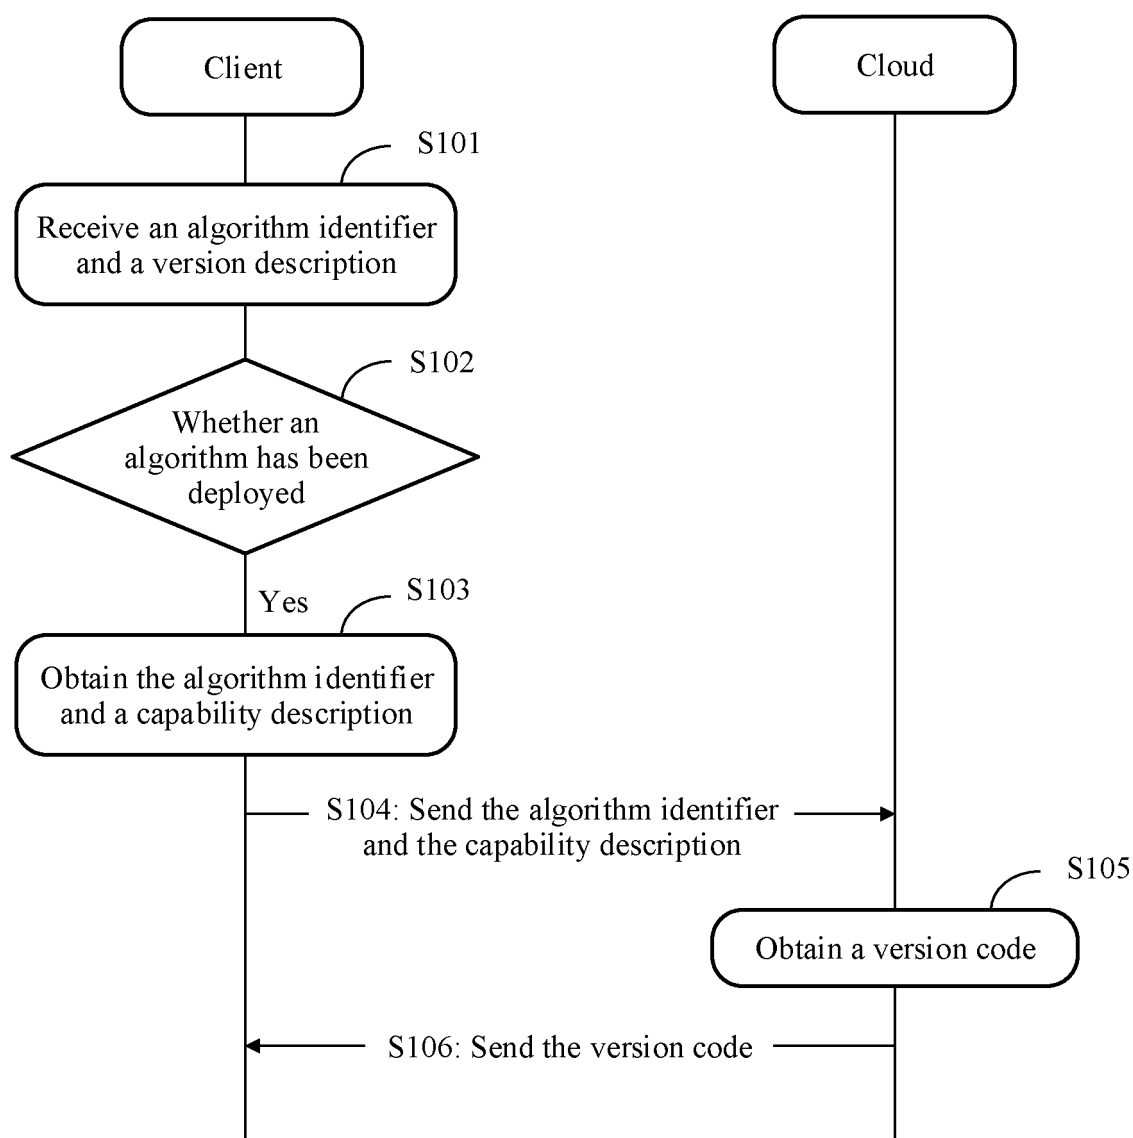 Client
Cloud
S101
Receive an algorithm identifier
and a version description
S102
Whether an
algorithm has been
deployed
Yes
S103
Obtain the algorithm identifier
and a capability description
S104: Send the algorithm identifier
and the capability description
S105
Obtain a version code
S106: Send the version code